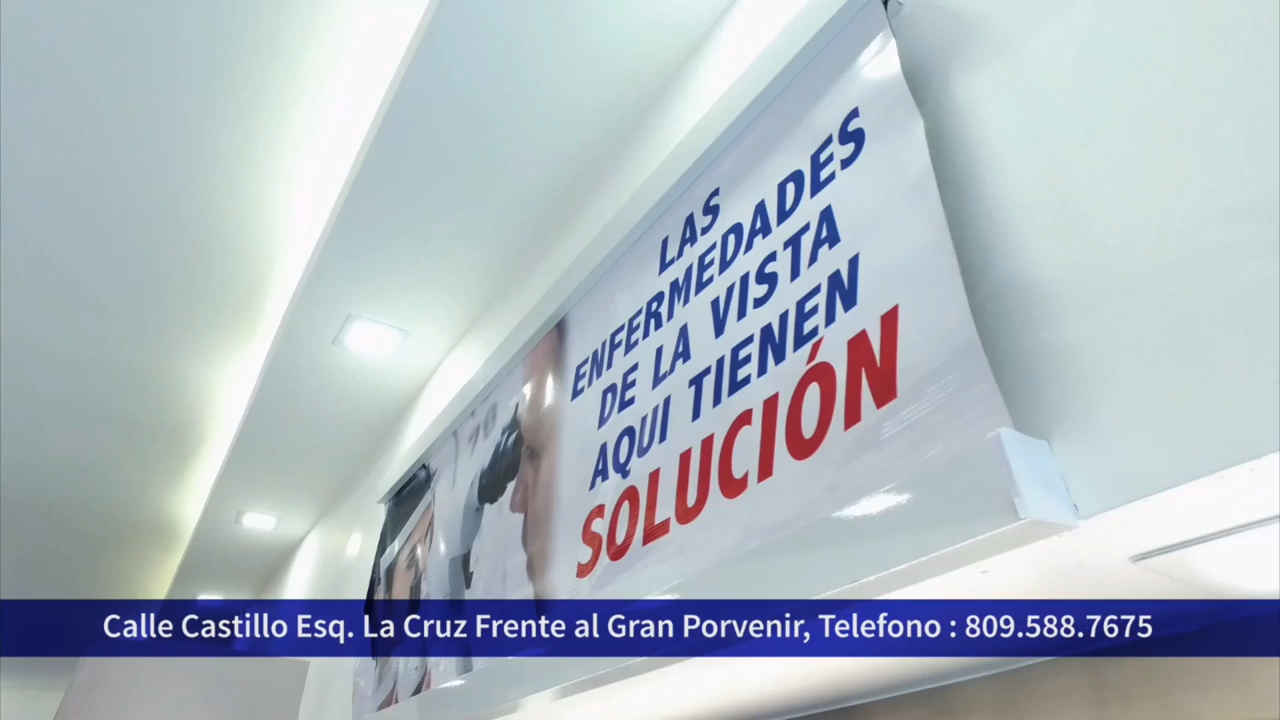 LAS
ENFERMEDADES
DE LA VISTA
AQUI TIENEN
SOLUCIÓN
Calle Castillo Esq. La Cruz Frente al Gran Porvenir, Telefono : 809.588.7675